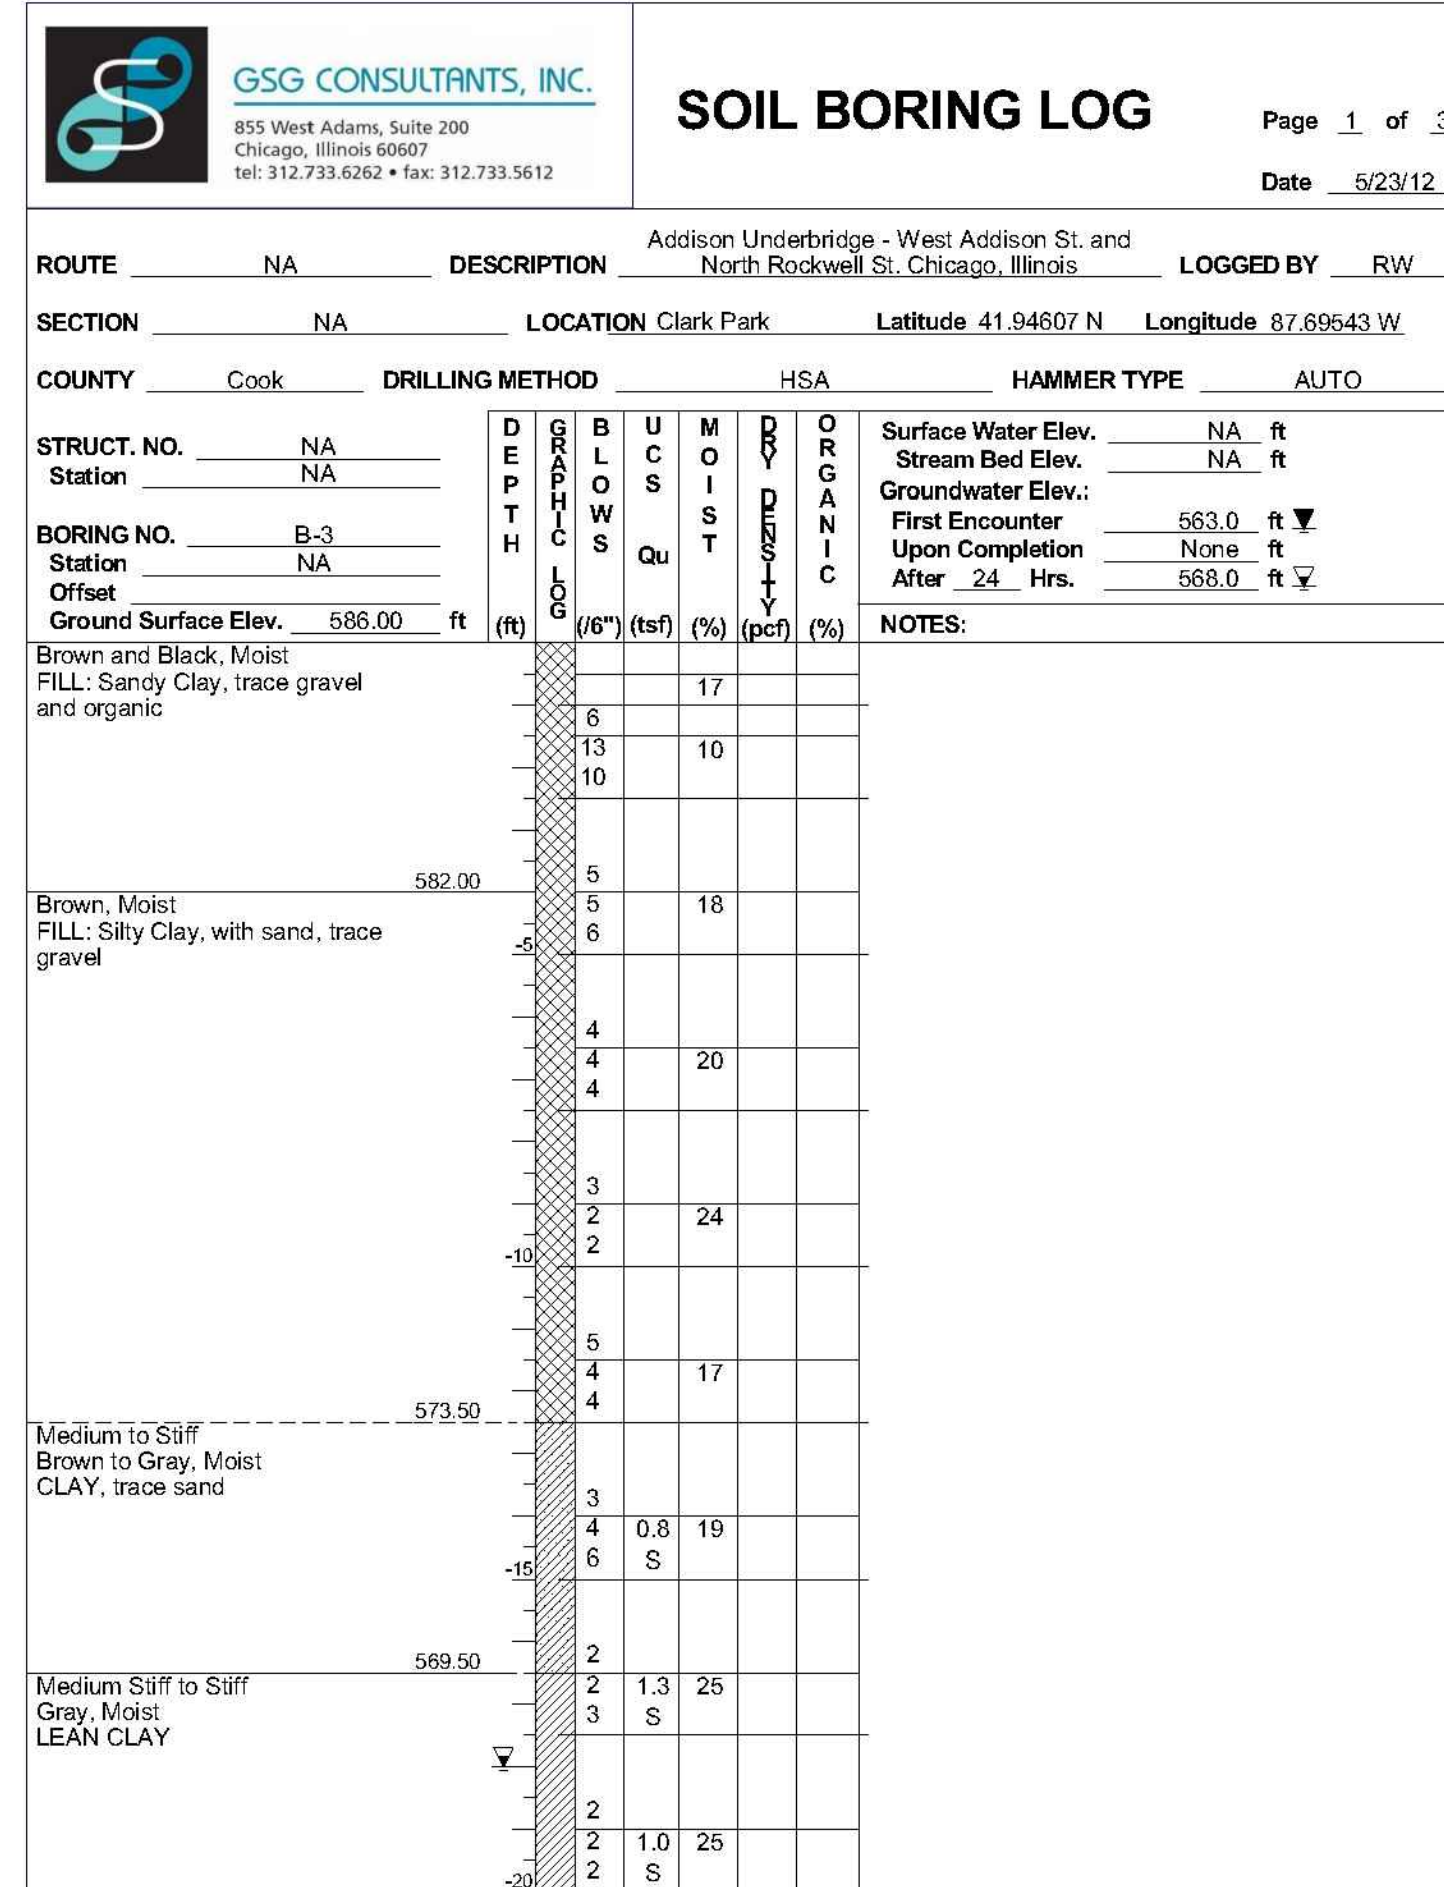 GSG CONSULTANTS, INC.
855 West Adams, Suite 200
Chicago, Illinois 60607
tel: 312.733.6262 • fax: 312.733.5612
SOIL BORING LOG
Page 1 of 3
Date 5/23/12
ROUTE NA DESCRIPTION Addison Underbridge - West Addison St. and
North Rockwell St. Chicago, Illinois LOGGED BY RW
SECTION NA LOCATION Clark Park Latitude 41.94607 N Longitude 87.69543 W
COUNTY Cook DRILLING METHOD HSA HAMMER TYPE AUTO
STRUCT. NO. NA
Station NA
BORING NO. B-3
Station NA
Offset
Ground Surface Elev. 586.00 ft
DEPTH (ft)
GRAPHIC LOG
BLOWS (/6")
UCS Qu (tsf)
MOIST (%)
DRY DENSITY (pcf)
ORGANIC (%)
Surface Water Elev. NA ft
Stream Bed Elev. NA ft
Groundwater Elev.:
First Encounter 563.0 ft
Upon Completion None ft
After 24 Hrs. 568.0 ft
NOTES:
Brown and Black, Moist
FILL: Sandy Clay, trace gravel
and organic
17
6
13 10
10
5
582.00
Brown, Moist
FILL: Silty Clay, with sand, trace
gravel
5 18
6
-5
4
4 20
4
3
2 24
2
-10
5
4 17
4
573.50
Medium to Stiff
Brown to Gray, Moist
CLAY, trace sand
3
4 0.8 19
6 S
-15
2
569.50
Medium Stiff to Stiff
Gray, Moist
LEAN CLAY
2 1.3 25
3 S
2
2 1.0 25
2 S
-20